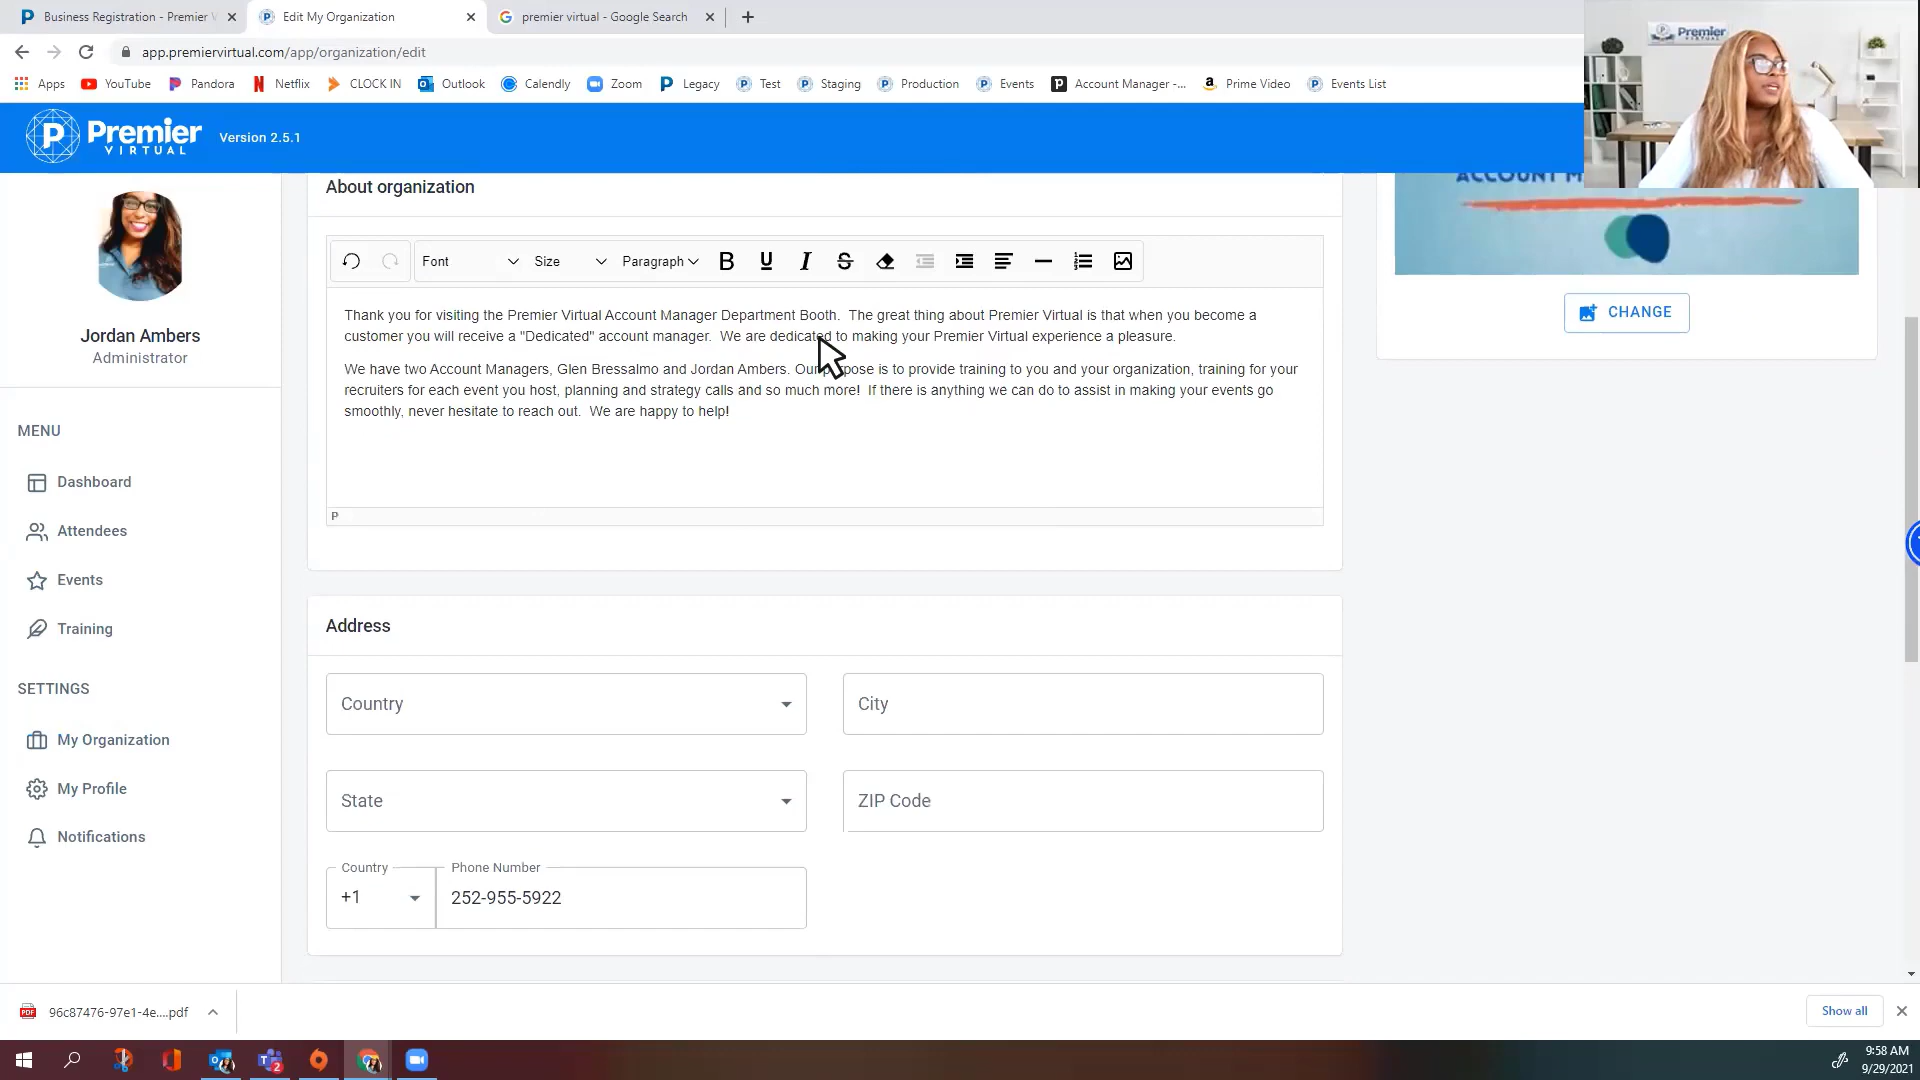 Business Registration - Premier V
Edit My Organization
premier virtual - Google Search
app.premiervirtual.com/app/organization/edit
Apps
YouTube
Pandora
Netflix
CLOCK IN
Outlook
Calendly
Zoom
Legacy
Test
Staging
Production
Events
Account Manager -...
Prime Video
Events List
Premier
VIRTUAL
Version 2.5.1
Premier
VIRTUAL
Jordan Ambers
Administrator
MENU
Dashboard
Attendees
Events
Training
SETTINGS
My Organization
My Profile
Notifications
About organization
Font
Size
Paragraph
Thank you for visiting the Premier Virtual Account Manager Department Booth.  The great thing about Premier Virtual is that when you become a
customer you will receive a "Dedicated" account manager.  We are dedicated to making your Premier Virtual experience a pleasure.
We have two Account Managers, Glen Bressalmo and Jordan Ambers. Our purpose is to provide training to you and your organization, training for your
recruiters for each event you host, planning and strategy calls and so much more!  If there is anything we can do to assist in making your events go
smoothly, never hesitate to reach out.  We are happy to help!
P
ACCOUNT M
CHANGE
Address
Country
City
State
ZIP Code
Country
Phone Number
+1
252-955-5922
96c87476-97e1-4e....pdf
Show all
9:58 AM
9/29/2021